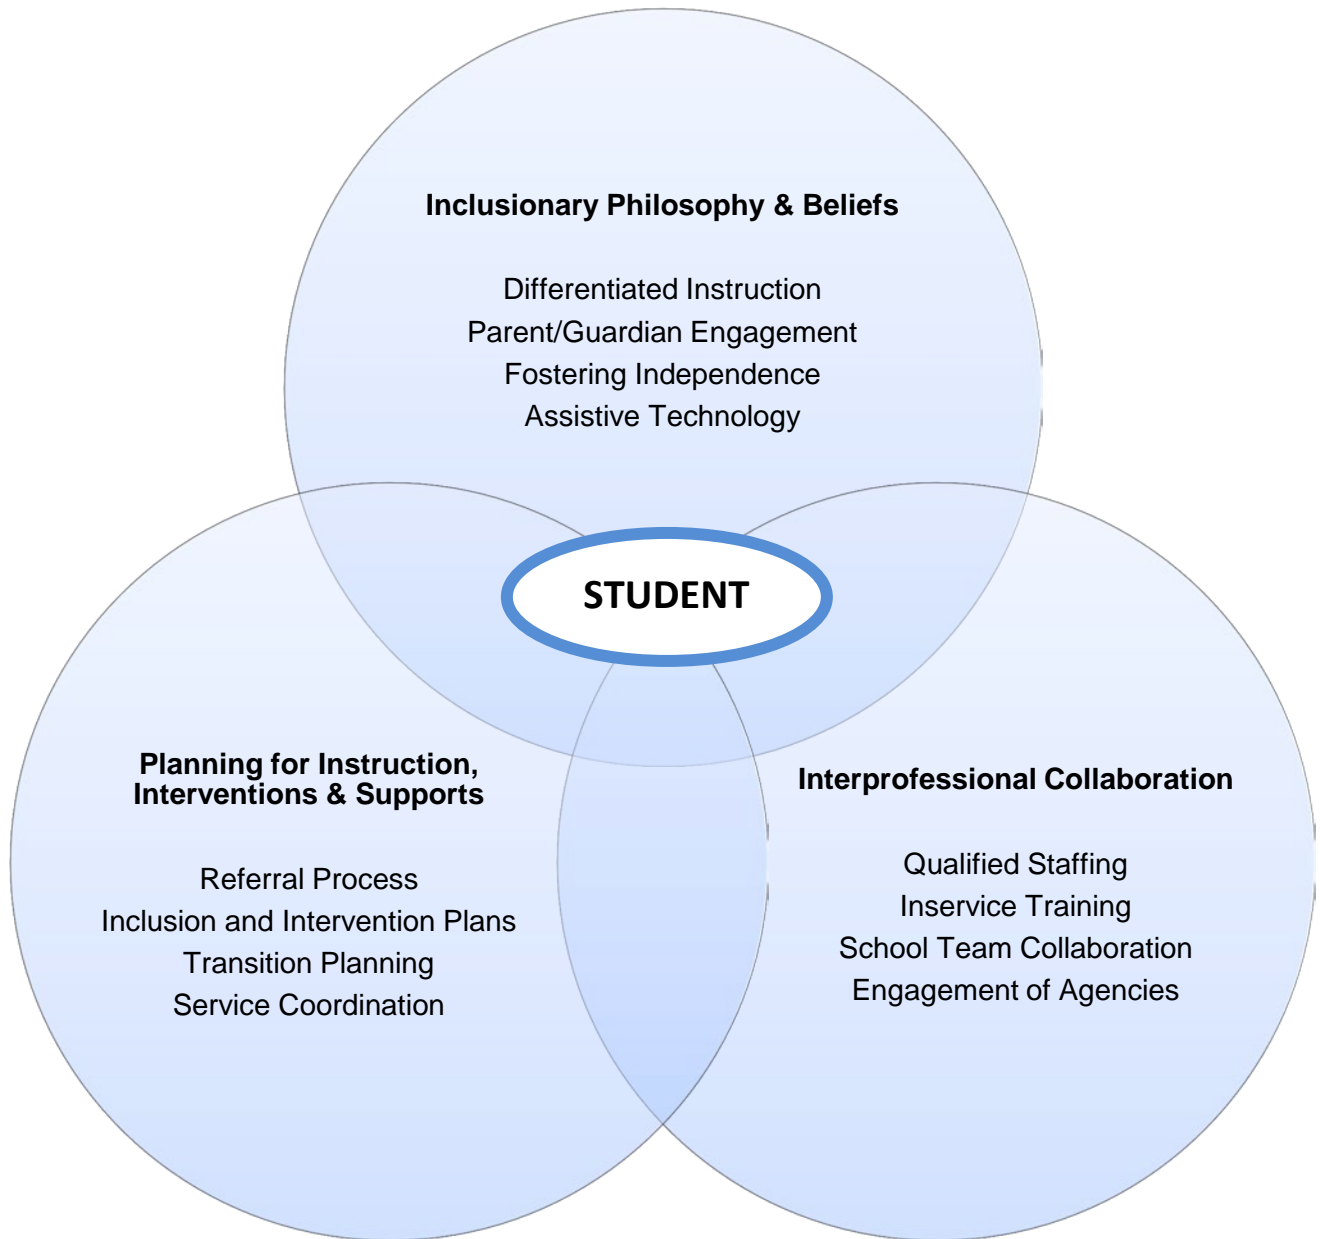 Inclusionary Philosophy & Beliefs
Differentiated Instruction
Parent/Guardian Engagement
Fostering Independence
Assistive Technology
STUDENT
Planning for Instruction,
Interventions & Supports
Referral Process
Inclusion and Intervention Plans
Transition Planning
Service Coordination
Interprofessional Collaboration
Qualified Staffing
Inservice Training
School Team Collaboration
Engagement of Agencies